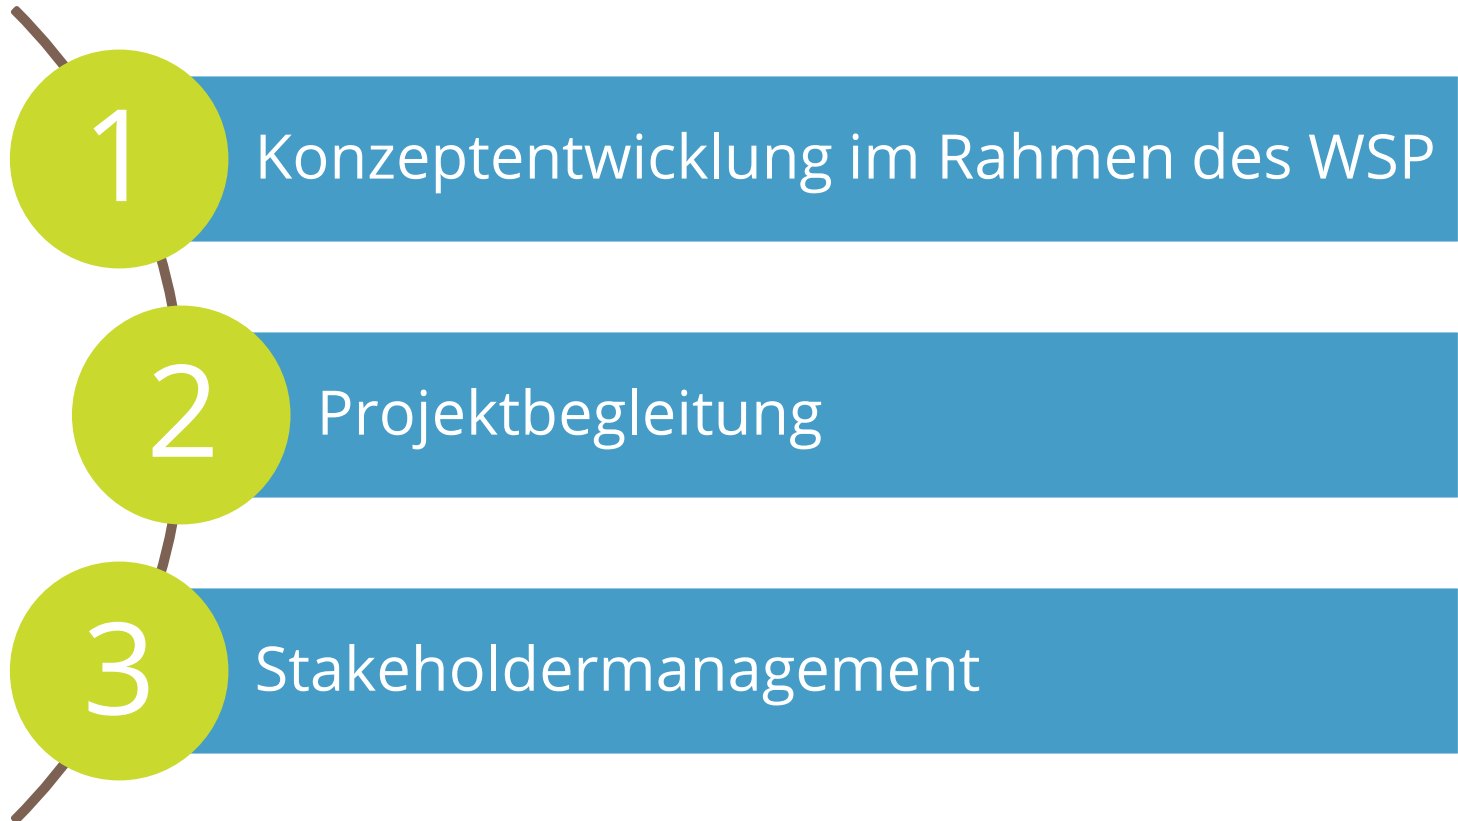 1
Konzeptentwicklung im Rahmen des WSP
2
Projektbegleitung
3
Stakeholdermanagement